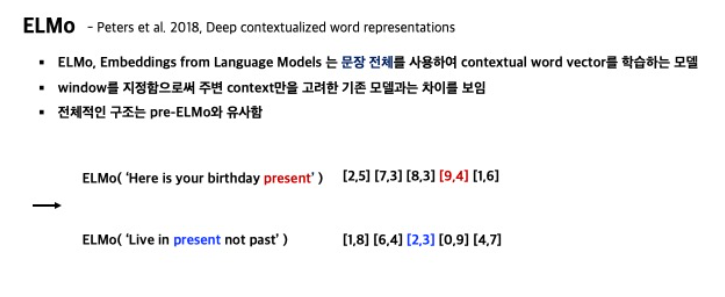 ELMo - Peters et al. 2018, Deep contextualized word representations
▪ ELMo, Embeddings from Language Models 는 문장 전체를 사용하여 contextual word vector를 학습하는 모델
▪ window를 지정함으로써 주변 context만을 고려한 기존 모델과는 차이를 보임
▪ 전체적인 구조는 pre-ELMo와 유사함
ELMo( ‘Here is your birthday present’ ) [2,5] [7,3] [8,3] [9,4] [1,6]
ELMo( ‘Live in present not past’ ) [1,8] [6,4] [2,3] [0,9] [4,7]